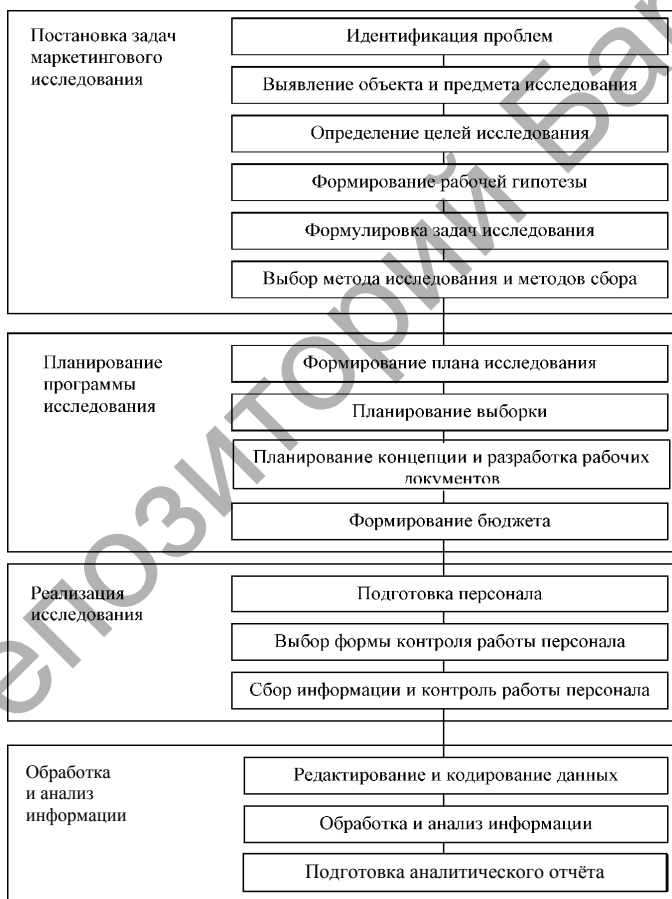 Постановка задач
маркетингового
исследования
Идентификация проблем
Выявление объекта и предмета исследования
Определение целей исследования
Формирование рабочей гипотезы
Формулировка задач исследования
Выбор метода исследования и методов сбора
Планирование
программы
исследования
Формирование плана исследования
Планирование выборки
Планирование концепции и разработка рабочих
документов
Формирование бюджета
Реализация
исследования
Подготовка персонала
Выбор формы контроля работы персонала
Сбор информации и контроль работы персонала
Обработка
и анализ
информации
Редактирование и кодирование данных
Обработка и анализ информации
Подготовка аналитического отчёта
епозиторий Ба